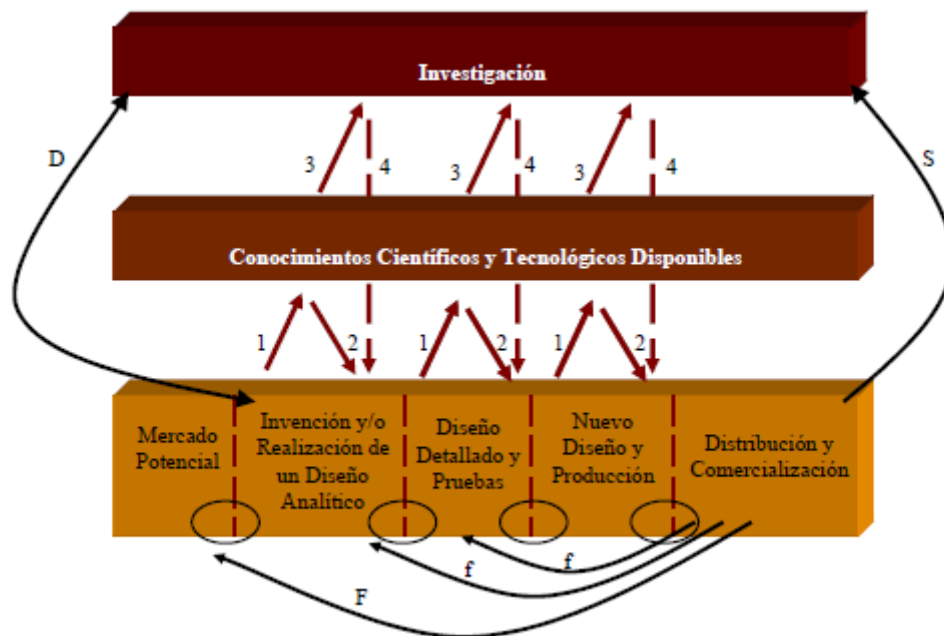 Investigación
D
S
3
4
3
4
3
4
Conocimientos Científicos y Tecnológicos Disponibles
1
2
1
2
1
2
Mercado
Potencial
Invención y/o
Realización de
un Diseño
Analítico
Diseño
Detallado y
Pruebas
Nuevo
Diseño y
Producción
Distribución y
Comercialización
f
f
F